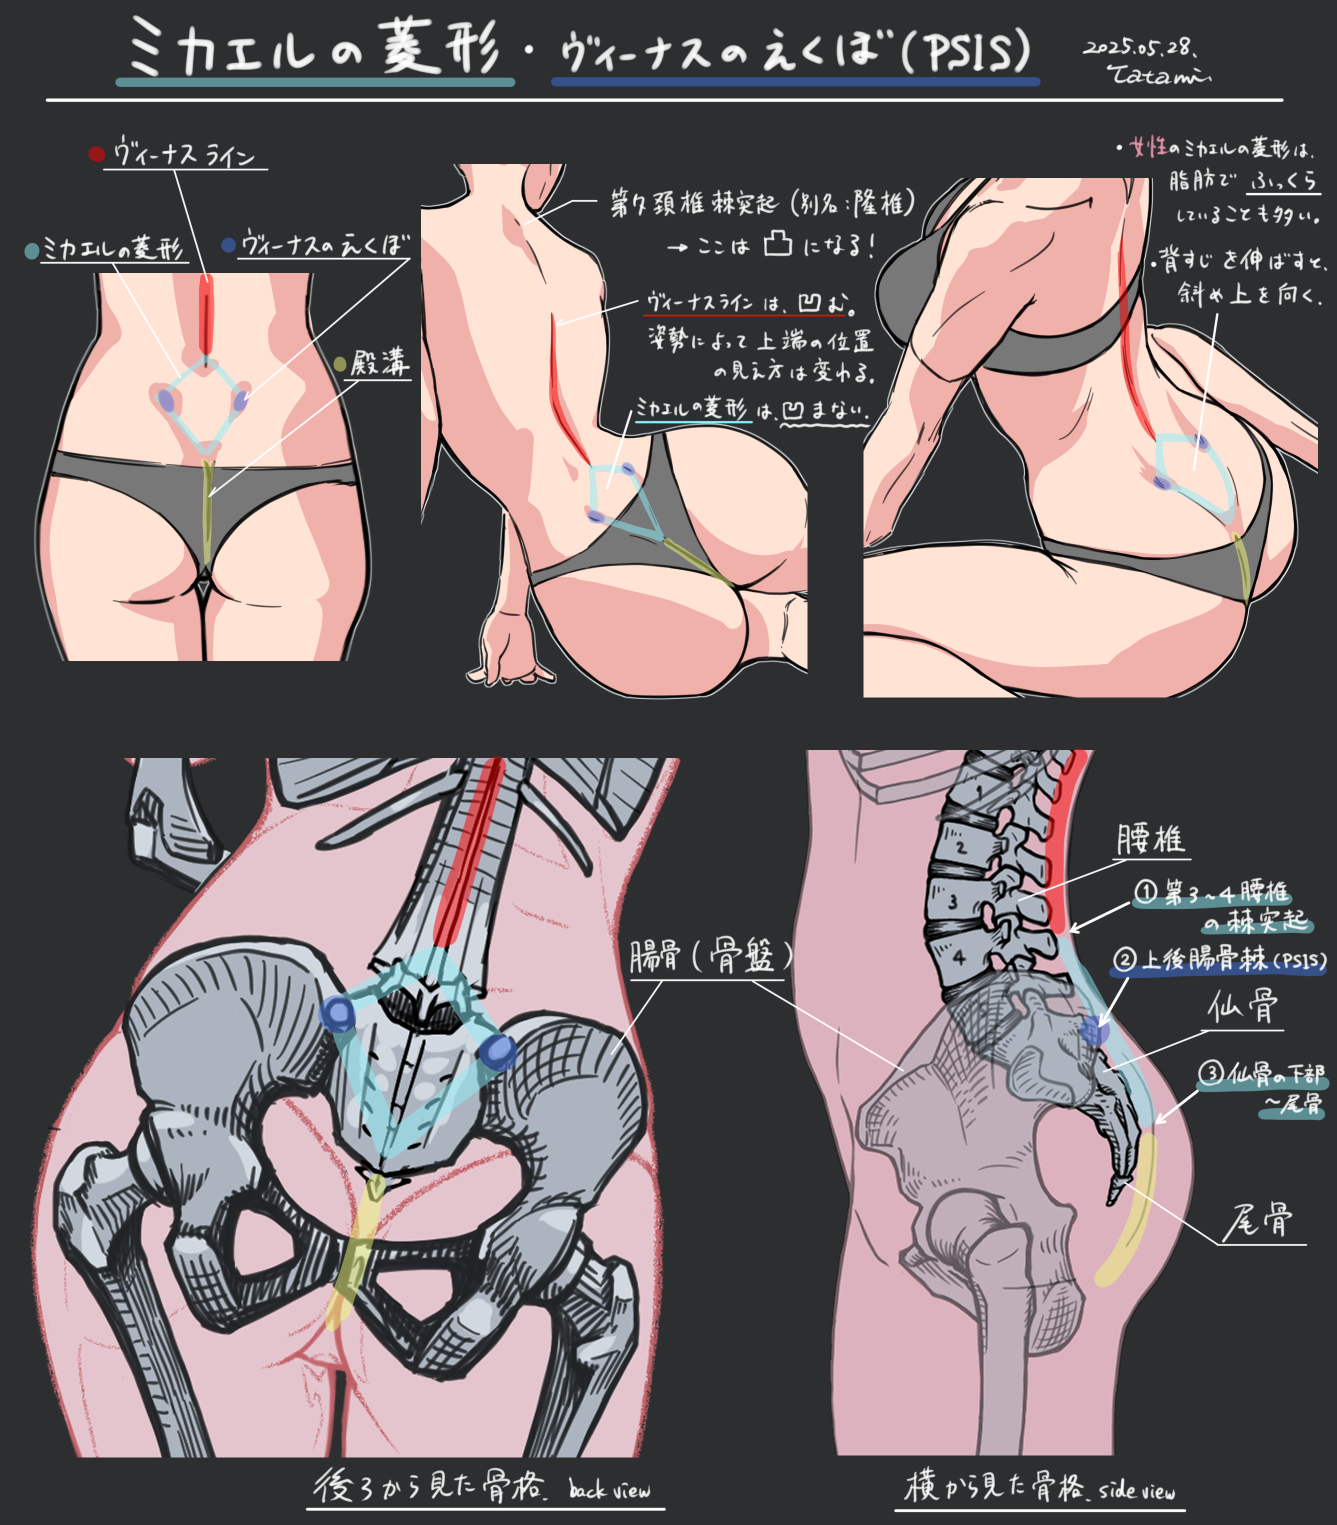 ミカエルの菱形・ヴィーナスのえくぼ(PSIS)
2025.05.28.
Tatami
ヴィーナスライン
ミカエルの菱形
ヴィーナスのえくぼ
殿溝
第7頚椎棘突起(別名:隆椎)
→ここは凸になる!
ヴィーナスラインは、凹む。
姿勢によって上端の位置
の見え方は変わる。
ミカエルの菱形は、凹まない。
・女性のミカエルの菱形は、
脂肪でふっくら
していることも多い。
・背すじを伸ばすと、
斜め上を向く。
腸骨(骨盤)
1
2
3
4
腰椎
①第3~4腰椎
の棘突起
②上後腸骨棘(PSIS)
仙骨
③仙骨の下部
~尾骨
尾骨
後ろから見た骨格、back view
横から見た骨格、side view